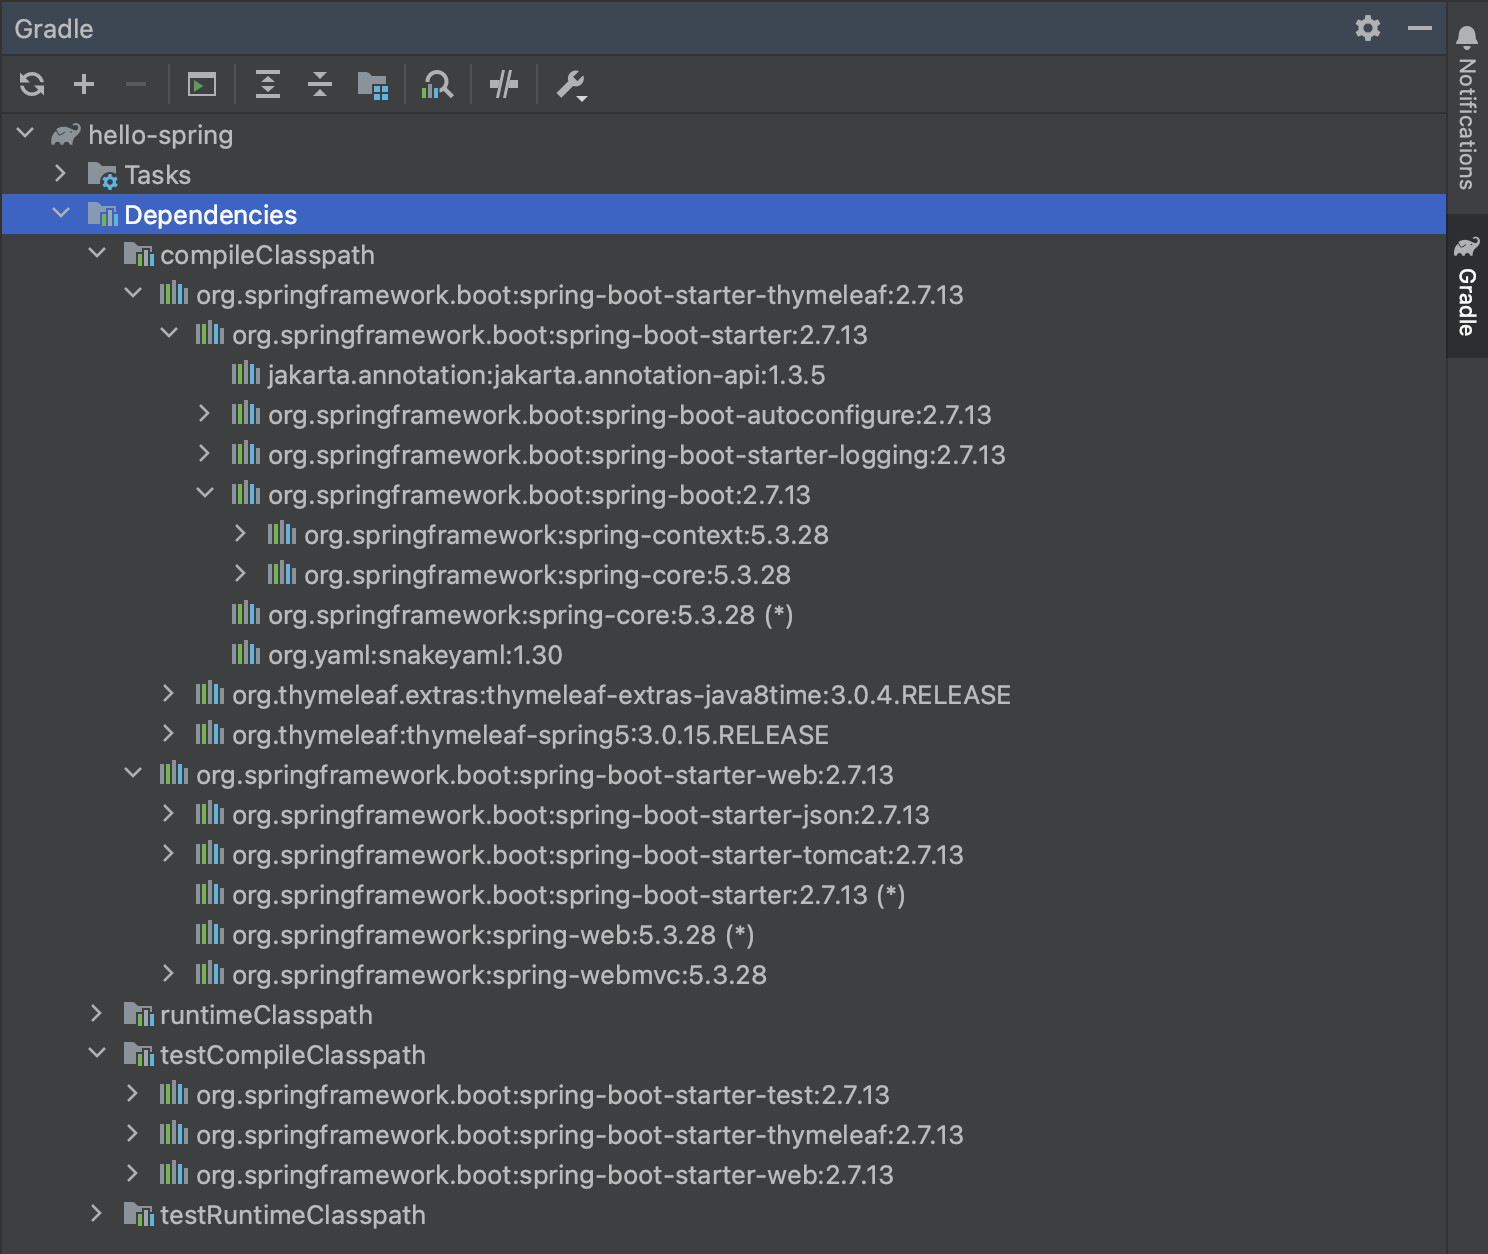 Gradle
hello-spring
Tasks
Dependencies
compileClasspath
org.springframework.boot:spring-boot-starter-thymeleaf:2.7.13
org.springframework.boot:spring-boot-starter:2.7.13
jakarta.annotation:jakarta.annotation-api:1.3.5
org.springframework.boot:spring-boot-autoconfigure:2.7.13
org.springframework.boot:spring-boot-starter-logging:2.7.13
org.springframework.boot:spring-boot:2.7.13
org.springframework:spring-context:5.3.28
org.springframework:spring-core:5.3.28
org.springframework:spring-core:5.3.28 (*)
org.yaml:snakeyaml:1.30
org.thymeleaf.extras:thymeleaf-extras-java8time:3.0.4.RELEASE
org.thymeleaf:thymeleaf-spring5:3.0.15.RELEASE
org.springframework.boot:spring-boot-starter-web:2.7.13
org.springframework.boot:spring-boot-starter-json:2.7.13
org.springframework.boot:spring-boot-starter-tomcat:2.7.13
org.springframework.boot:spring-boot-starter:2.7.13 (*)
org.springframework:spring-web:5.3.28 (*)
org.springframework:spring-webmvc:5.3.28
runtimeClasspath
testCompileClasspath
org.springframework.boot:spring-boot-starter-test:2.7.13
org.springframework.boot:spring-boot-starter-thymeleaf:2.7.13
org.springframework.boot:spring-boot-starter-web:2.7.13
testRuntimeClasspath
Notifications
Gradle